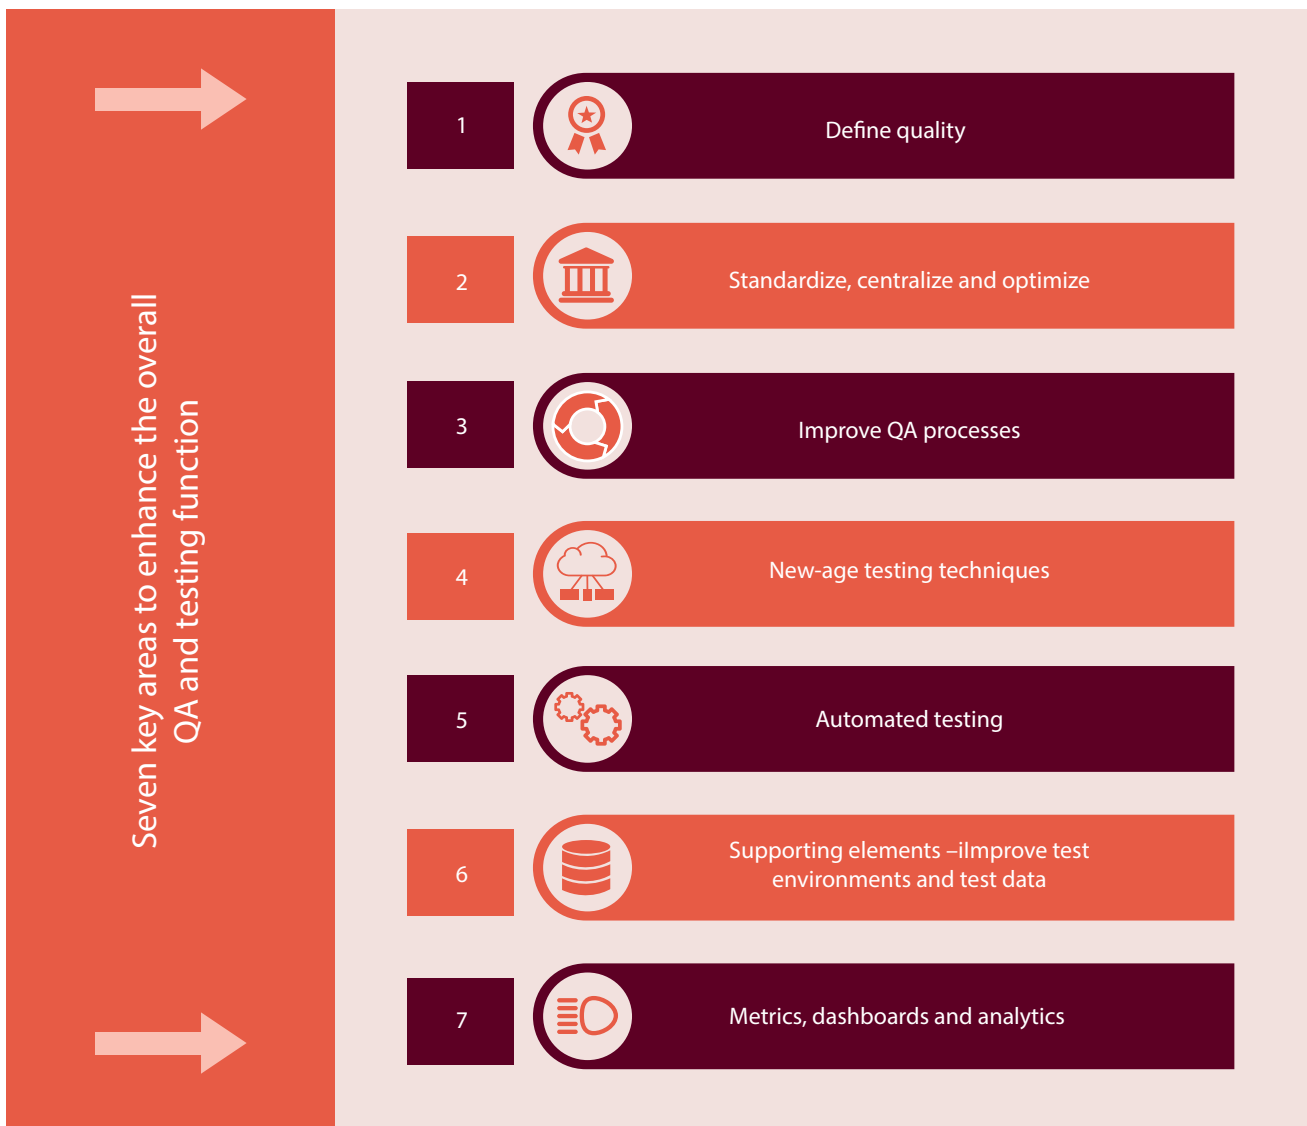 Seven key areas to enhance the overall
QA and testing function
1
Define quality
2
Standardize, centralize and optimize
3
Improve QA processes
4
New-age testing techniques
5
Automated testing
6
Supporting elements –iImprove test
environments and test data
7
Metrics, dashboards and analytics